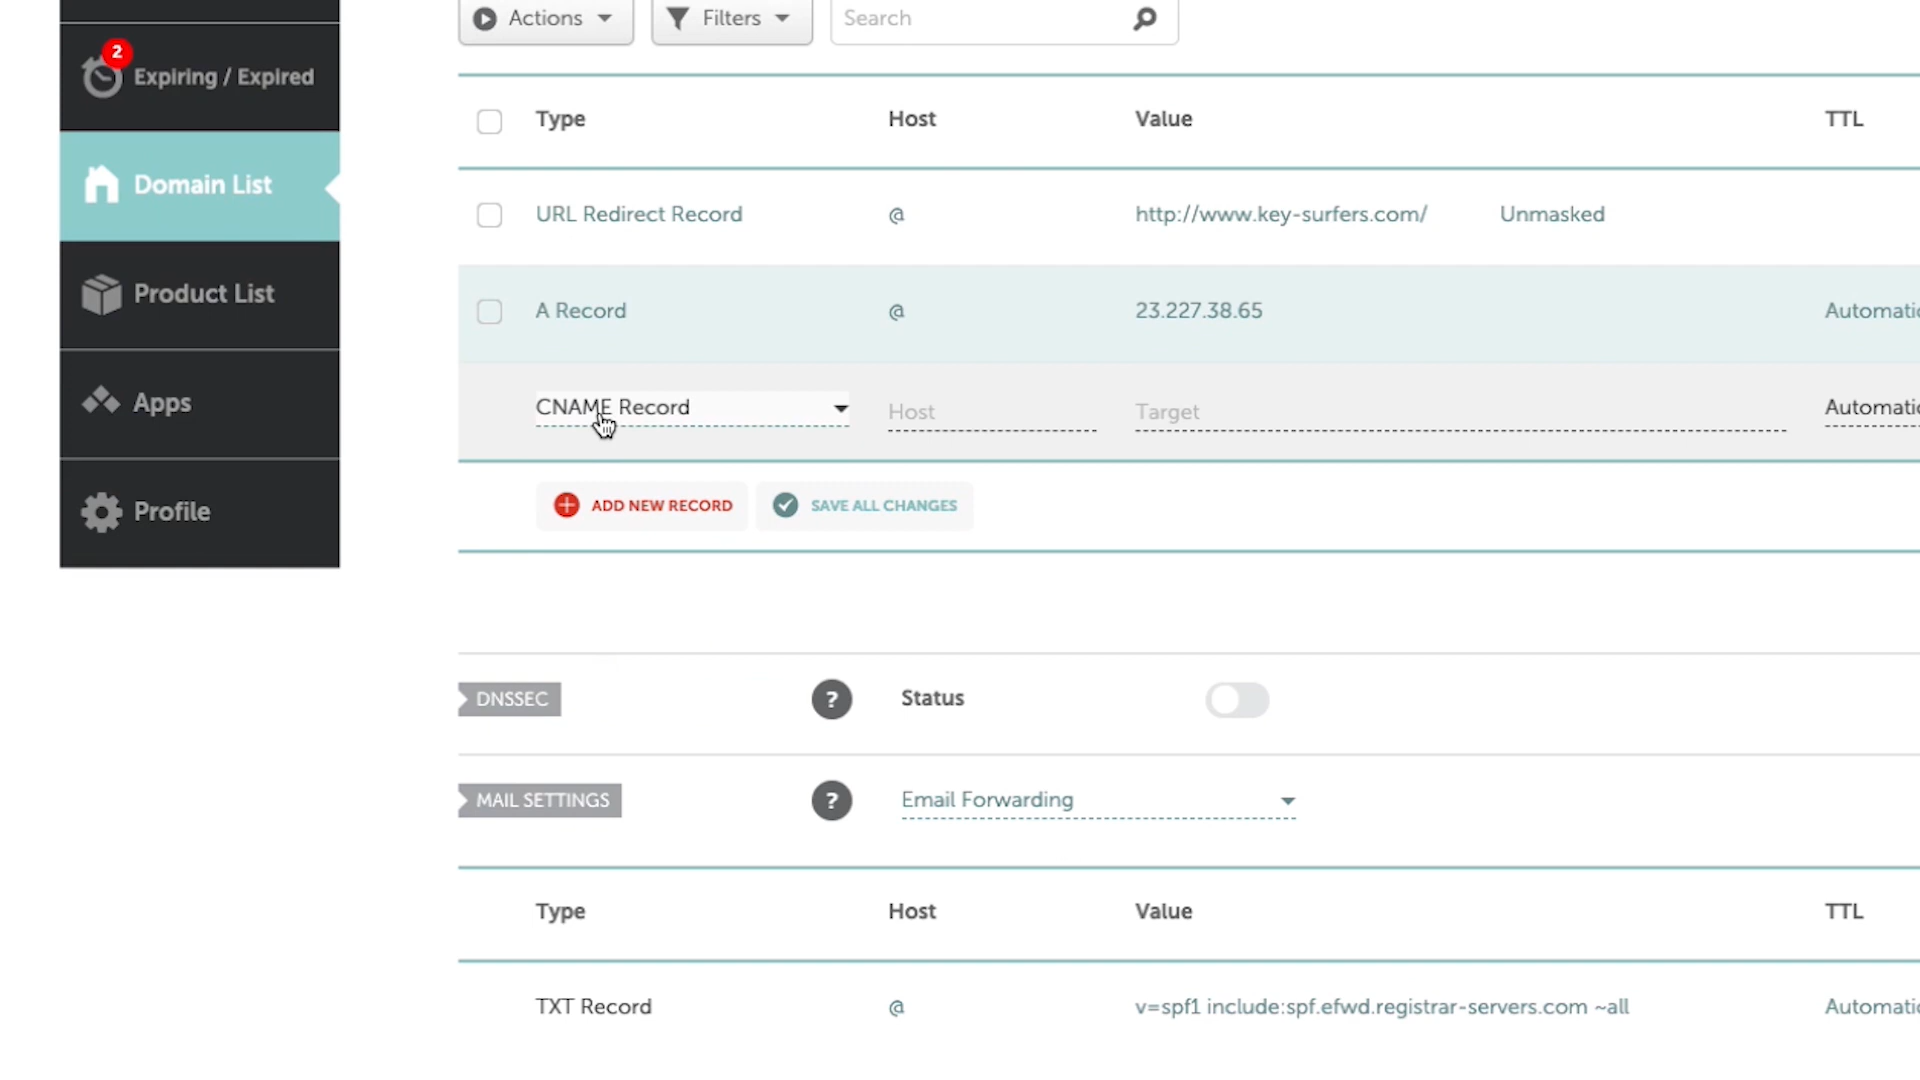 Actions
Filters
Search
2
Expiring / Expired
Domain List
Product List
Apps
Profile
Type Host Value TTL
URL Redirect Record @ http://www.key-surfers.com/ Unmasked
A Record @ 23.227.38.65 Automatic
CNAME Record Host Target Automatic
ADD NEW RECORD SAVE ALL CHANGES
DNSSEC ? Status
MAIL SETTINGS ? Email Forwarding
Type Host Value TTL
TXT Record @ v=spf1 include:spf.efwd.registrar-servers.com ~all Automatic